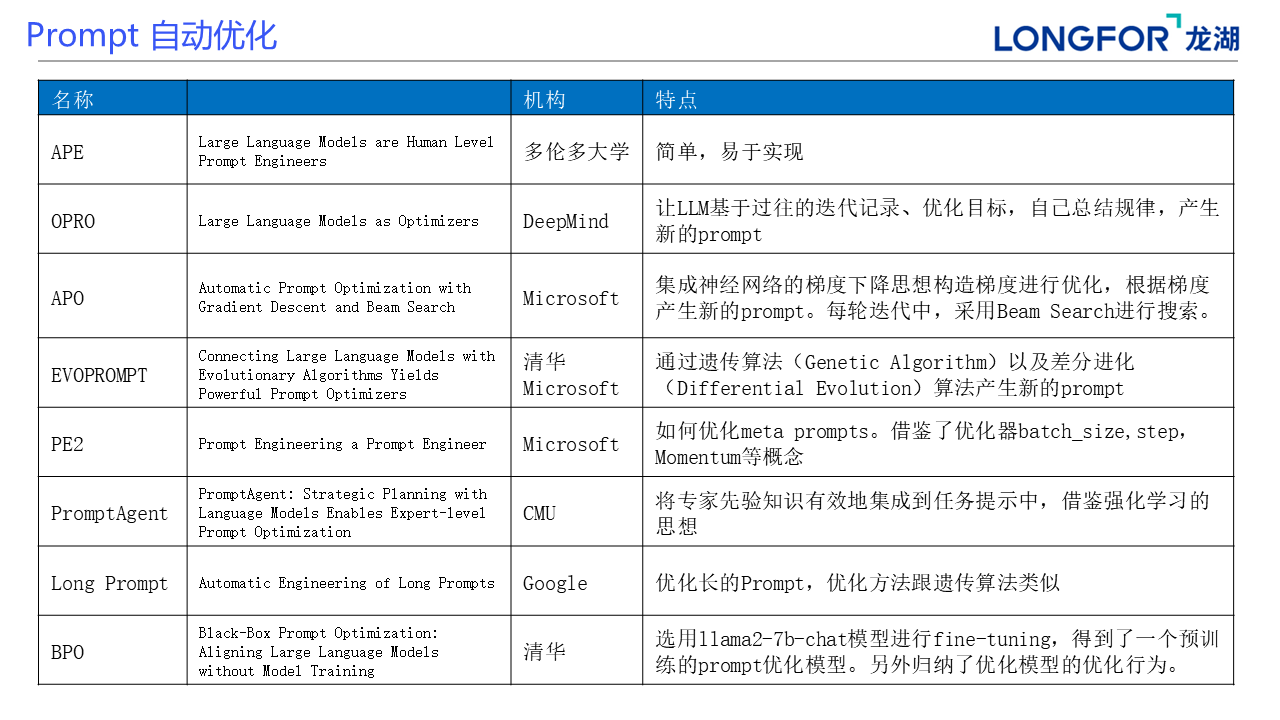 Prompt 自动优化
LONGFOR 龙湖
名称
机构
特点
APE
Large Language Models are Human Level
Prompt Engineers
多伦多大学
简单，易于实现
OPRO
Large Language Models as Optimizers
DeepMind
让LLM基于过往的迭代记录、优化目标，自己总结规律，产生
新的prompt
APO
Automatic Prompt Optimization with
Gradient Descent and Beam Search
Microsoft
集成神经网络的梯度下降思想构造梯度进行优化，根据梯度
产生新的prompt。每轮迭代中，采用Beam Search进行搜索。
EVOPROMPT
Connecting Large Language Models with
Evolutionary Algorithms Yields
Powerful Prompt Optimizers
清华
Microsoft
通过遗传算法（Genetic Algorithm）以及差分进化
（Differential Evolution）算法产生新的prompt
PE2
Prompt Engineering a Prompt Engineer
Microsoft
如何优化meta prompts。借鉴了优化器batch_size,step，
Momentum等概念
PromptAgent
PromptAgent: Strategic Planning with
Language Models Enables Expert-level
Prompt Optimization
CMU
将专家先验知识有效地集成到任务提示中，借鉴强化学习的
思想
Long Prompt
Automatic Engineering of Long Prompts
Google
优化长的Prompt，优化方法跟遗传算法类似
BPO
Black-Box Prompt Optimization:
Aligning Large Language Models
without Model Training
清华
选用llama2-7b-chat模型进行fine-tuning，得到了一个预训
练的prompt优化模型。另外归纳了优化模型的优化行为。